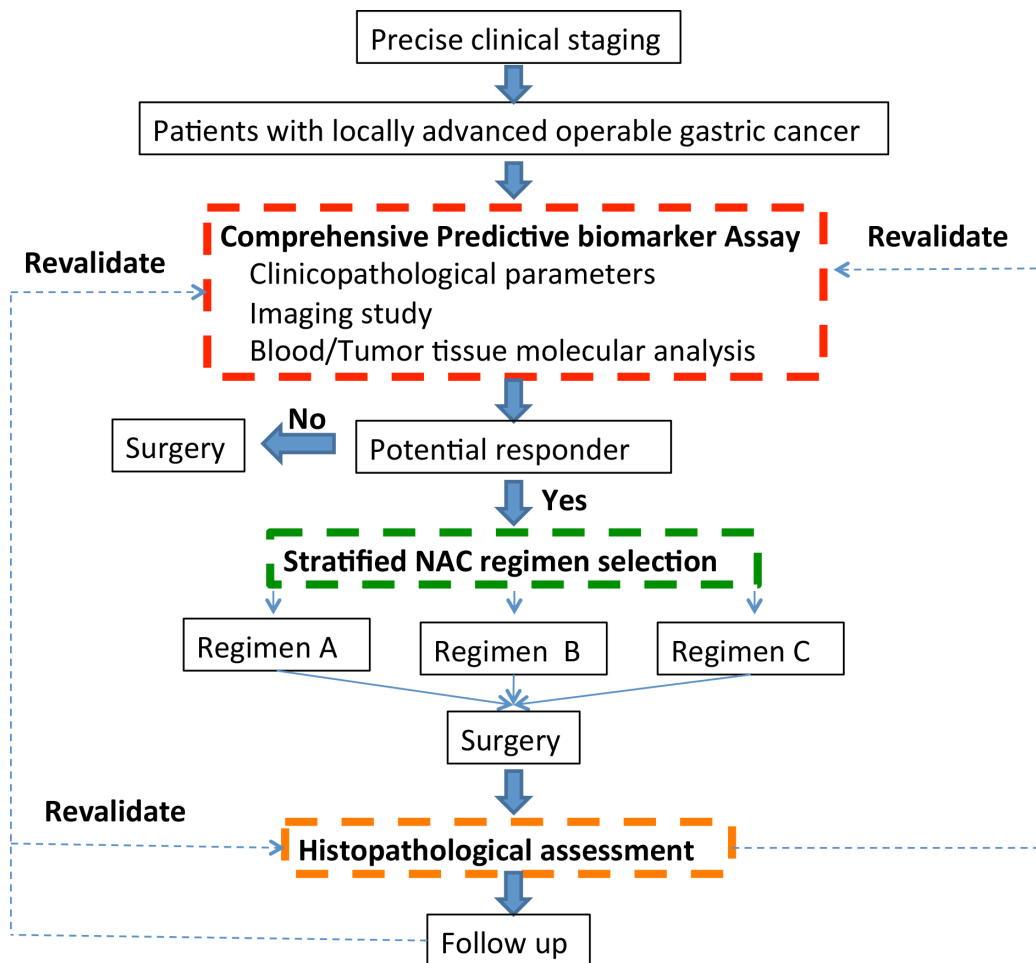 Precise clinical staging
Patients with locally advanced operable gastric cancer
Comprehensive Predictive biomarker Assay
Clinicopathological parameters
Imaging study
Blood/Tumor tissue molecular analysis
Revalidate
Revalidate
No
Surgery
Potential responder
Yes
Stratified NAC regimen selection
Regimen A
Regimen B
Regimen C
Surgery
Revalidate
Histopathological assessment
Follow up